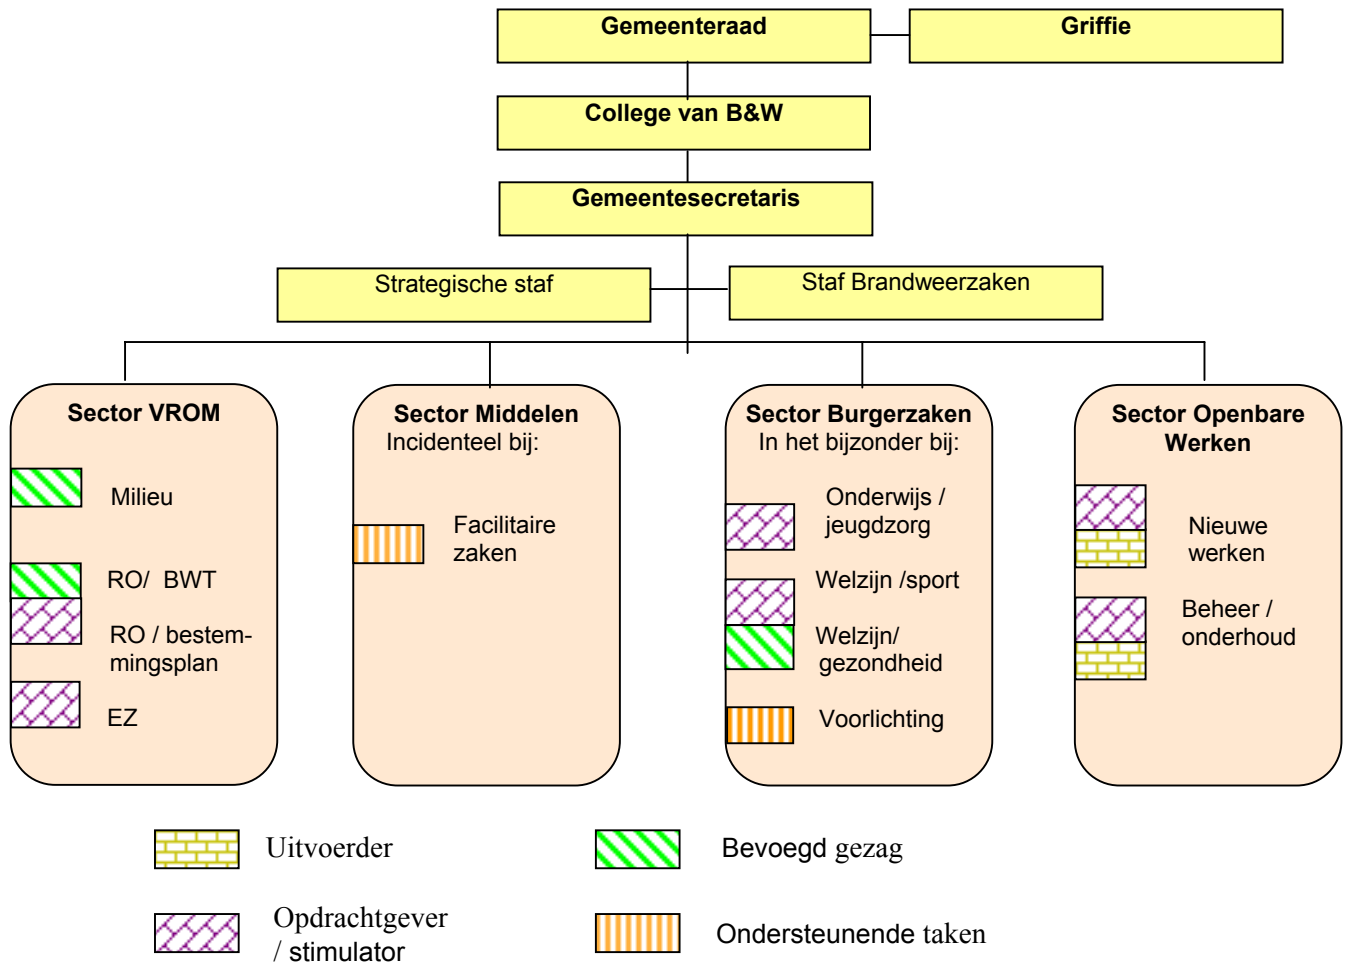 Gemeenteraad
Griffie
College van B&W
Gemeentesecretaris
Strategische staf
Staf Brandweerzaken
Sector VROM
Milieu
RO/ BWT
RO / bestem-
mingsplan
EZ
Sector Middelen
Incidenteel bij:
Facilitaire
zaken
Sector Burgerzaken
In het bijzonder bij:
Onderwijs /
jeugdzorg
Welzijn /sport
Welzijn/
gezondheid
Voorlichting
Sector Openbare
Werken
Nieuwe
werken
Beheer /
onderhoud
Uitvoerder
Bevoegd gezag
Opdrachtgever
/ stimulator
Ondersteunende taken